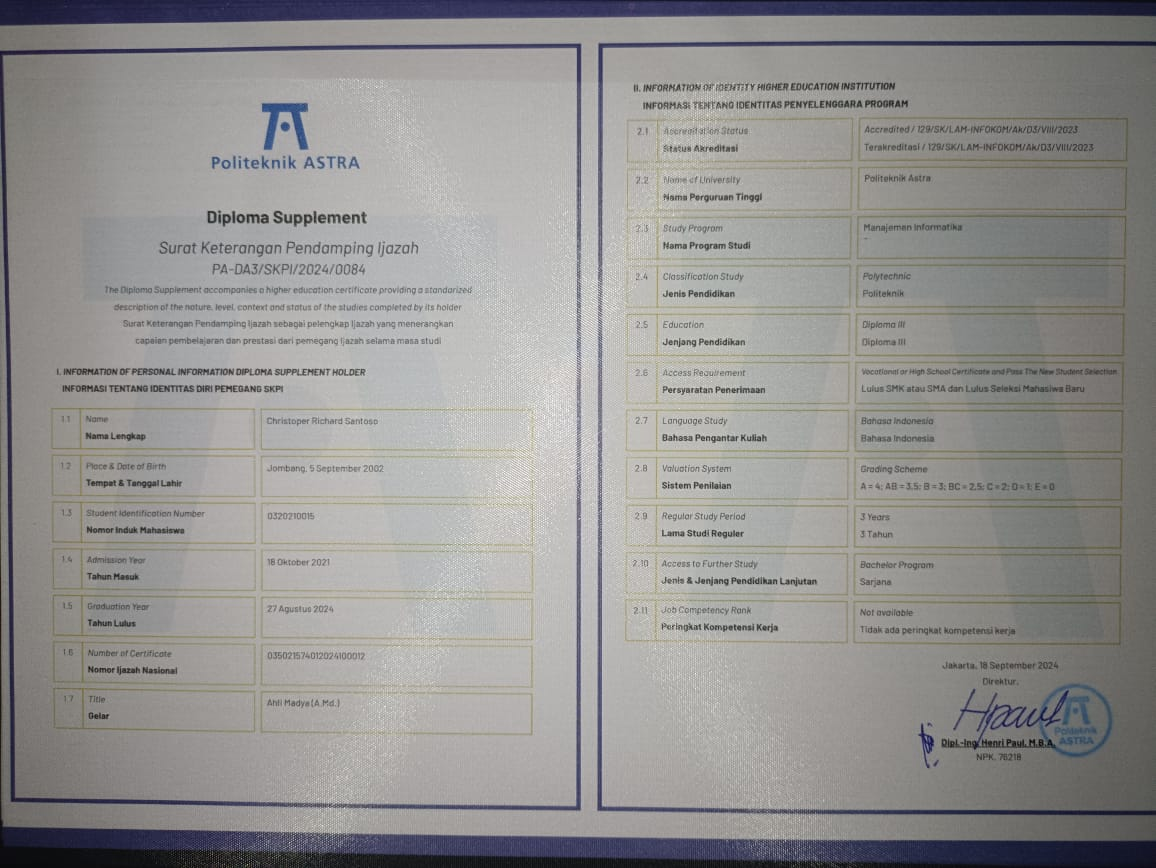 Politeknik ASTRA
Diploma Supplement
Surat Keterangan Pendamping Ijazah
PA-DA3/SKPI/2024/0084
The Diploma Supplement accompanies a higher education certificate providing a standarized
description of the nature, level, context and status of the studies completed by its holder
Surat Keterangan Pendamping Ijazah sebagai pelengkap Ijazah yang menerangkan
capaian pembelajaran dan prestasi dari pemegang Ijazah selama masa studi
I. INFORMATION OF PERSONAL INFORMATION DIPLOMA SUPPLEMENT HOLDER
INFORMASI TENTANG IDENTITAS DIRI PEMEGANG SKPI
1.1 Name Christoper Richard Santoso
Nama Lengkap
1.2 Place & Date of Birth Jombang, 5 September 2002
Tempat & Tanggal Lahir
1.3 Student Identification Number 0320210015
Nomor Induk Mahasiswa
1.4 Admission Year 18 Oktober 2021
Tahun Masuk
1.5 Graduation Year 27 Agustus 2024
Tahun Lulus
1.6 Number of Certificate 035021574012024100012
Nomor Ijazah Nasional
1.7 Title Ahli Madya (A.Md.)
Gelar
II. INFORMATION OF IDENTITY HIGHER EDUCATION INSTITUTION
INFORMASI TENTANG IDENTITAS PENYELENGGARA PROGRAM
2.1 Accreditation Status Accredited / 129/SK/LAM-INFOKOM/Ak/D3/VIII/2023
Status Akreditasi Terakreditasi / 129/SK/LAM-INFOKOM/Ak/D3/VIII/2023
2.2 Name of University Politeknik Astra
Nama Perguruan Tinggi
2.3 Study Program Manajemen Informatika
Nama Program Studi -
2.4 Classification Study Polytechnic
Jenis Pendidikan Politeknik
2.5 Education Diploma III
Jenjang Pendidikan Diploma III
2.6 Access Requirement Vocational or High School Certificate and Pass The New Student Selection
Persyaratan Penerimaan Lulus SMK atau SMA dan Lulus Seleksi Mahasiwa Baru
2.7 Language Study Bahasa Indonesia
Bahasa Pengantar Kuliah Bahasa Indonesia
2.8 Valuation System Grading Scheme
Sistem Penilaian A = 4; AB = 3.5; B = 3; BC = 2.5; C = 2; D = 1; E = 0
2.9 Regular Study Period 3 Years
Lama Studi Reguler 3 Tahun
2.10 Access to Further Study Bachelor Program
Jenis & Jenjang Pendidikan Lanjutan Sarjana
2.11 Job Competency Rank Not available
Peringkat Kompetensi Kerja Tidak ada peringkat kompetensi kerja
Jakarta, 18 September 2024
Direktur,
Hpaul
Politeknik
ASTRA
Dipl.-Ing. Henri Paul, M.B.A.
NPK. 76218